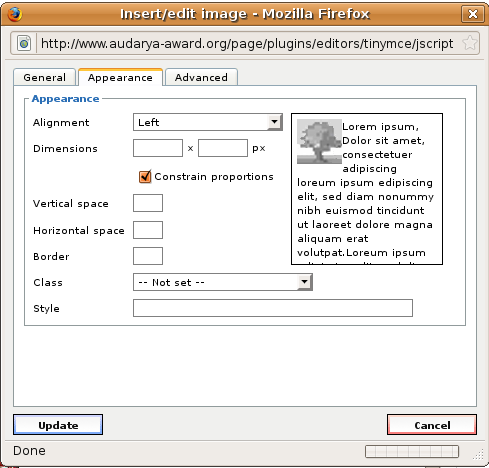 Insert/edit image - Mozilla Firefox
http://www.audarya-award.org/page/plugins/editors/tinymce/jscript
General Appearance Advanced
Appearance
Alignment Left
Dimensions x px
Constrain proportions
Vertical space
Horizontal space
Border
Class -- Not set --
Style
Lorem ipsum,
Dolor sit amet,
consectetuer
adipiscing
loreum ipsum edipiscing
elit, sed diam nonummy
nibh euismod tincidunt
ut laoreet dolore magna
aliquam erat
volutpat.Loreum ipsum
Update Cancel
Done